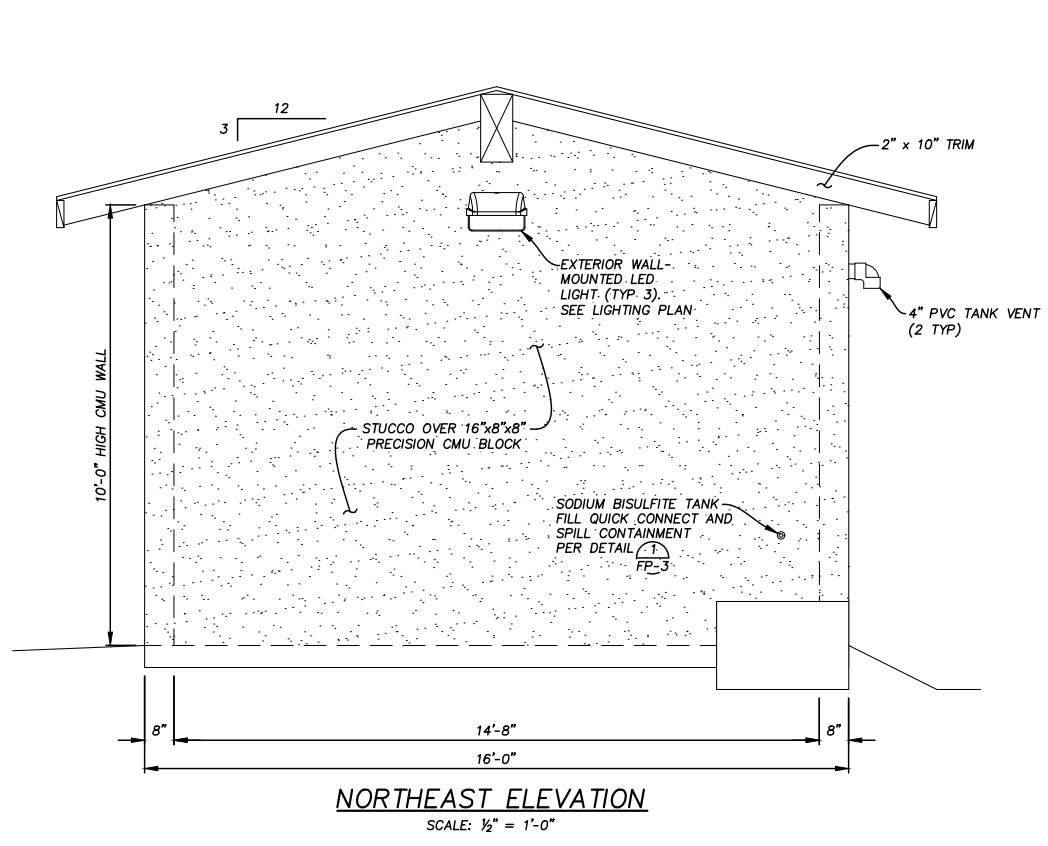 12
3
2" x 10" TRIM
EXTERIOR WALL-
MOUNTED LED
LIGHT (TYP 3).
SEE LIGHTING PLAN
4" PVC TANK VENT
(2 TYP)
10'-0" HIGH CMU WALL
STUCCO OVER 16"x8"x8"
PRECISION CMU BLOCK
SODIUM BISULFITE TANK
FILL QUICK CONNECT AND
SPILL CONTAINMENT
PER DETAIL 1
FP-3
8"
14'-8"
8"
16'-0"
NORTHEAST ELEVATION
SCALE: ½" = 1'-0"